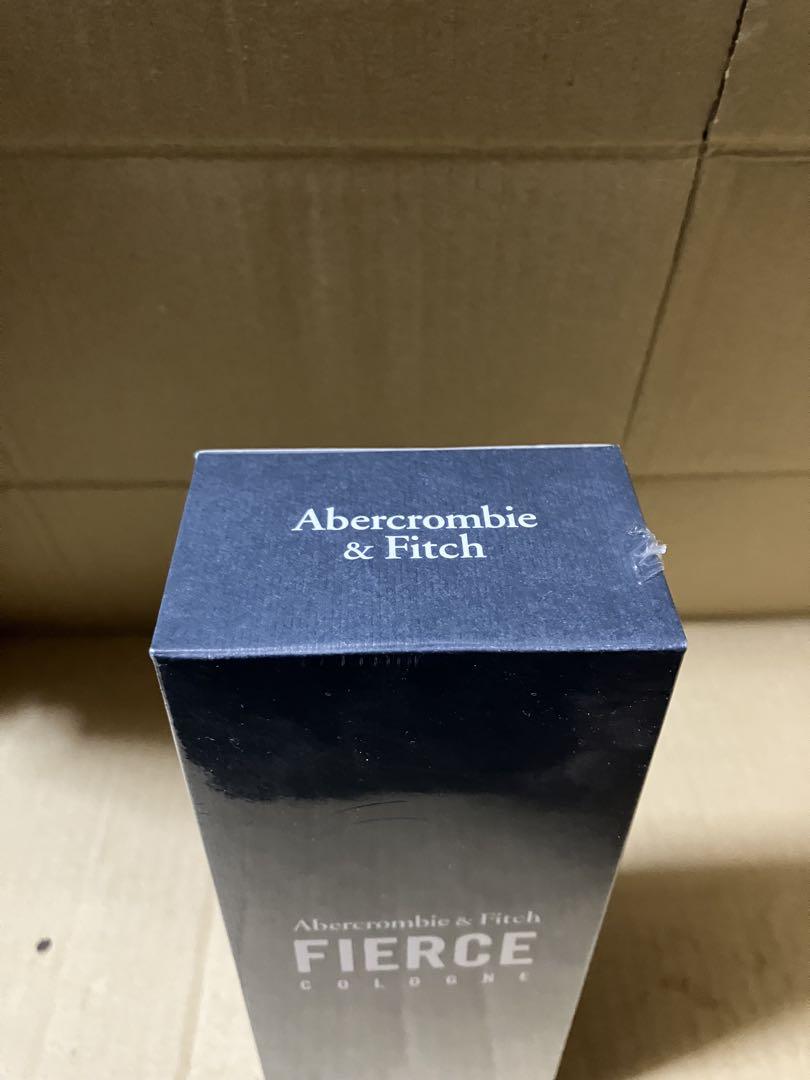 Abercrombie
& Fitch
Abercrombie & Fitch
FIERCE
COLOGNE